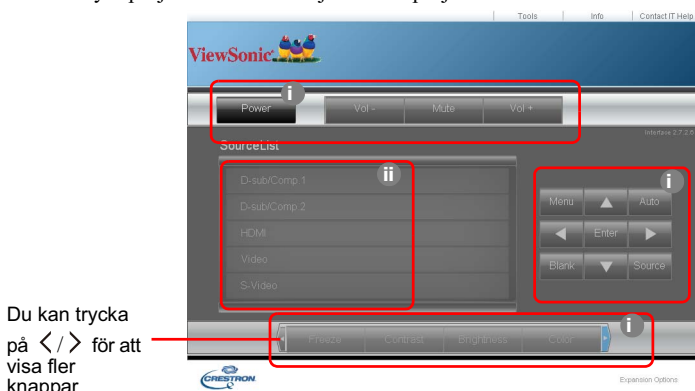 Tools Info Contact IT Help
ViewSonic
i
Power Vol - Mute Vol +
Interface 2.7.2.6
SourceList
ii
D-sub/Comp.1
D-sub/Comp.2
HDMI
Video
S-Video
i
Menu Auto
Enter
Blank Source
i
Freeze Contrast Brightness Color
Du kan trycka
på < / > för att
visa fler
knappar
CRESTRON
Expansion Options